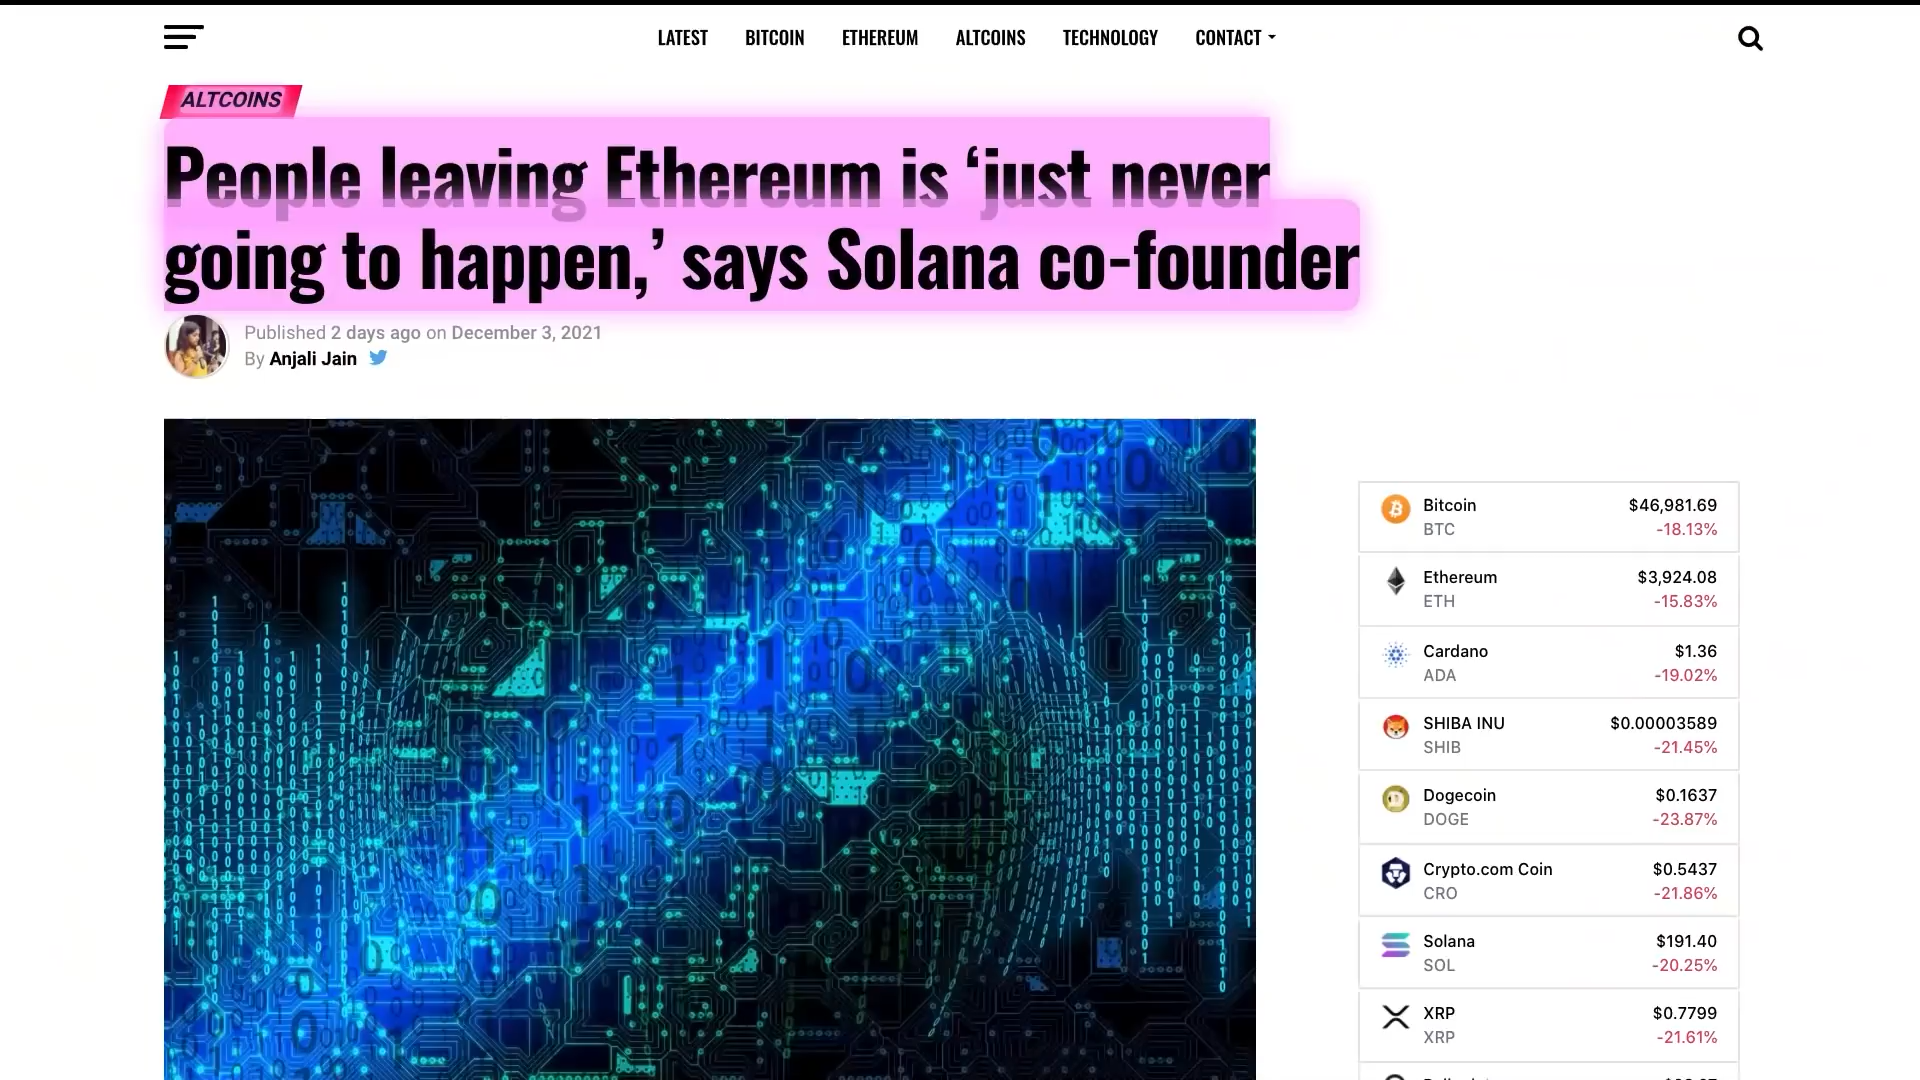 LATEST BITCOIN ETHEREUM ALTCOINS TECHNOLOGY CONTACT
ALTCOINS
People leaving Ethereum is ‘just never
going to happen,’ says Solana co-founder
Published 2 days ago on December 3, 2021
By Anjali Jain
Bitcoin $46,981.69
BTC -18.13%
Ethereum $3,924.08
ETH -15.83%
Cardano $1.36
ADA -19.02%
SHIBA INU $0.00003589
SHIB -21.45%
Dogecoin $0.1637
DOGE -23.87%
Crypto.com Coin $0.5437
CRO -21.86%
Solana $191.40
SOL -20.25%
XRP $0.7799
XRP -21.61%